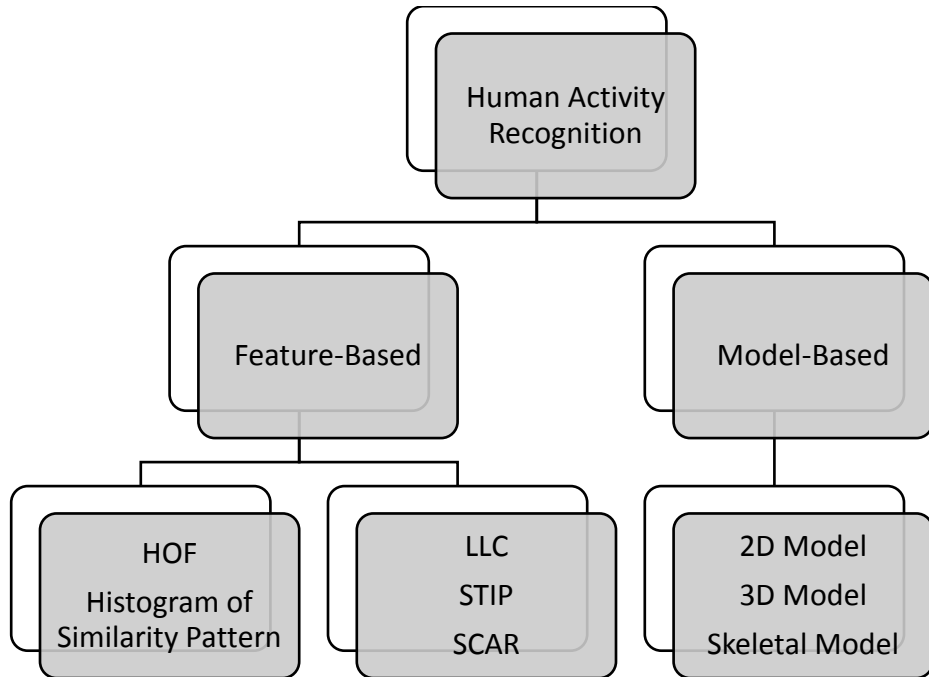 Human Activity
Recognition
Feature-Based
Model-Based
HOF
Histogram of
Similarity Pattern
LLC
STIP
SCAR
2D Model
3D Model
Skeletal Model